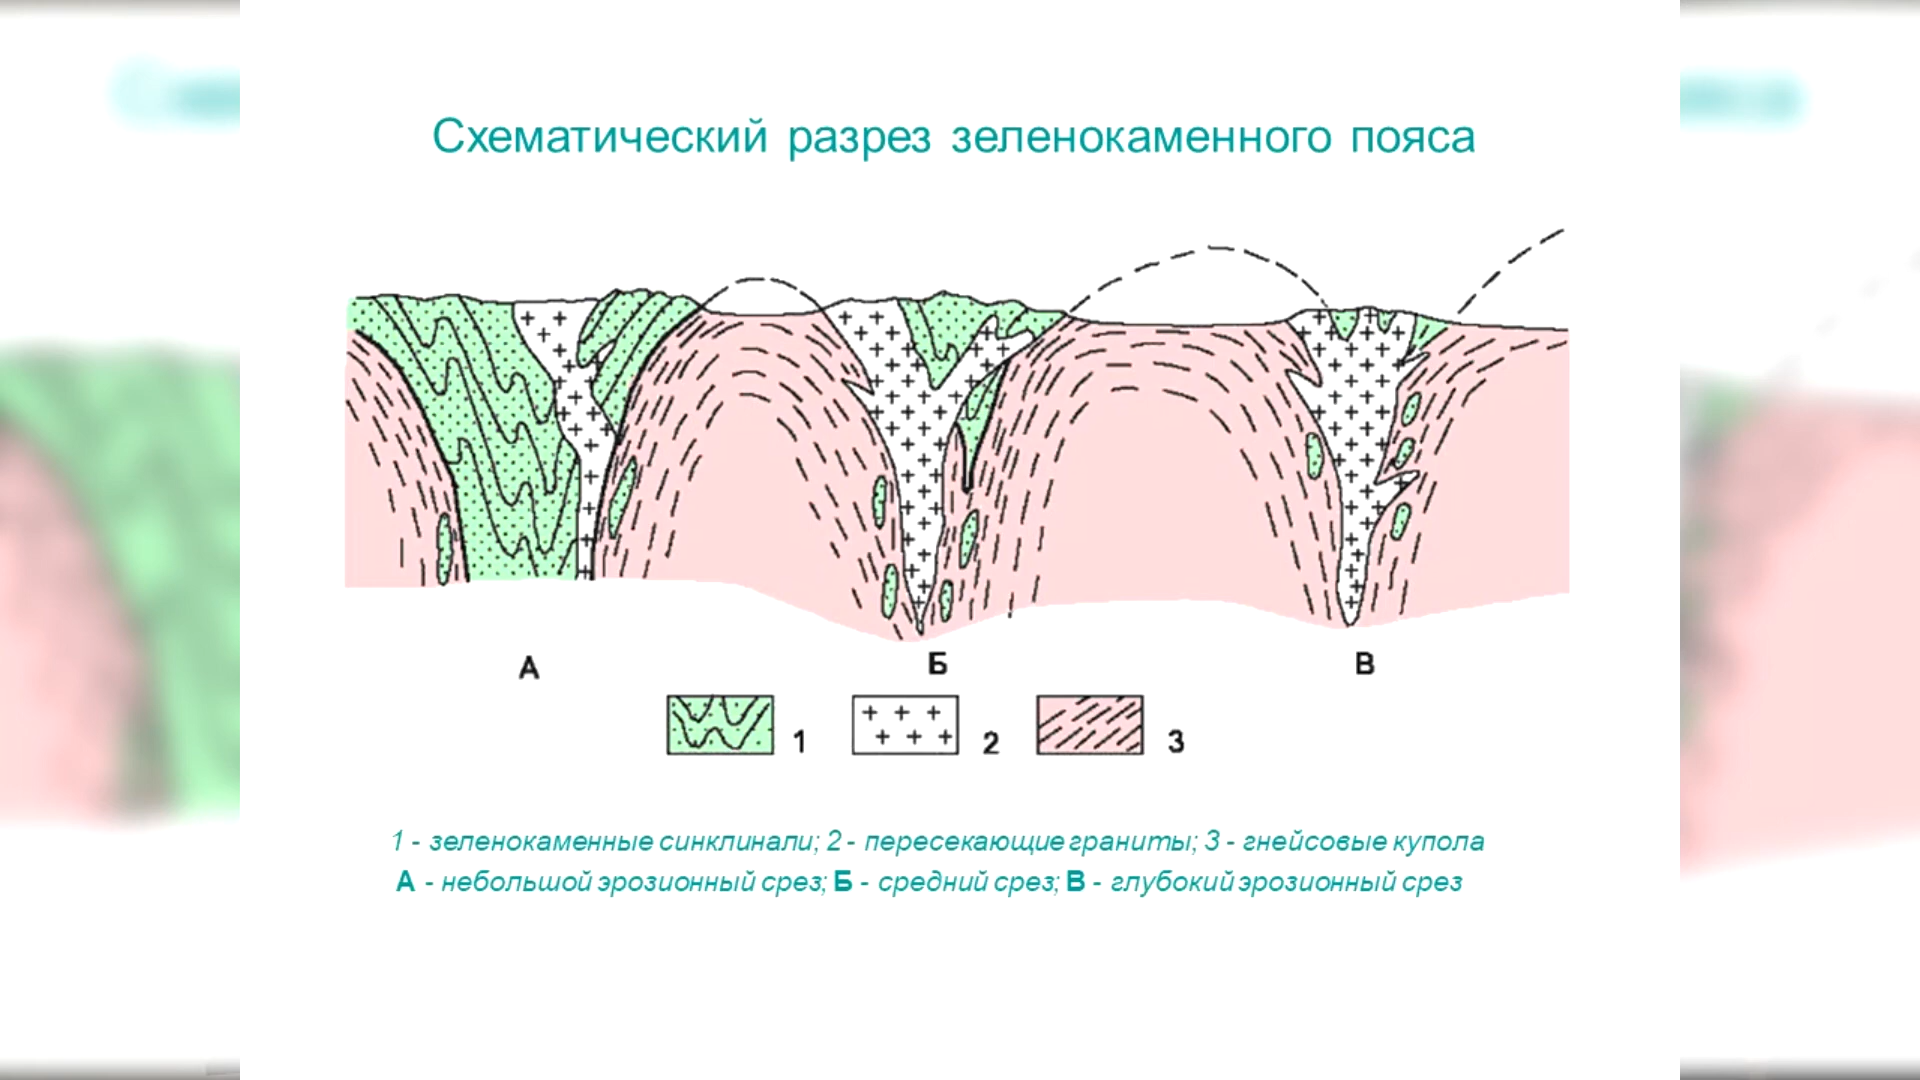 Схематический разрез зеленокаменного пояса
А Б В
1 2 3
1 - зеленокаменные синклинали; 2 - пересекающие граниты; 3 - гнейсовые купола
А - небольшой эрозионный срез; Б - средний срез; В - глубокий эрозионный срез